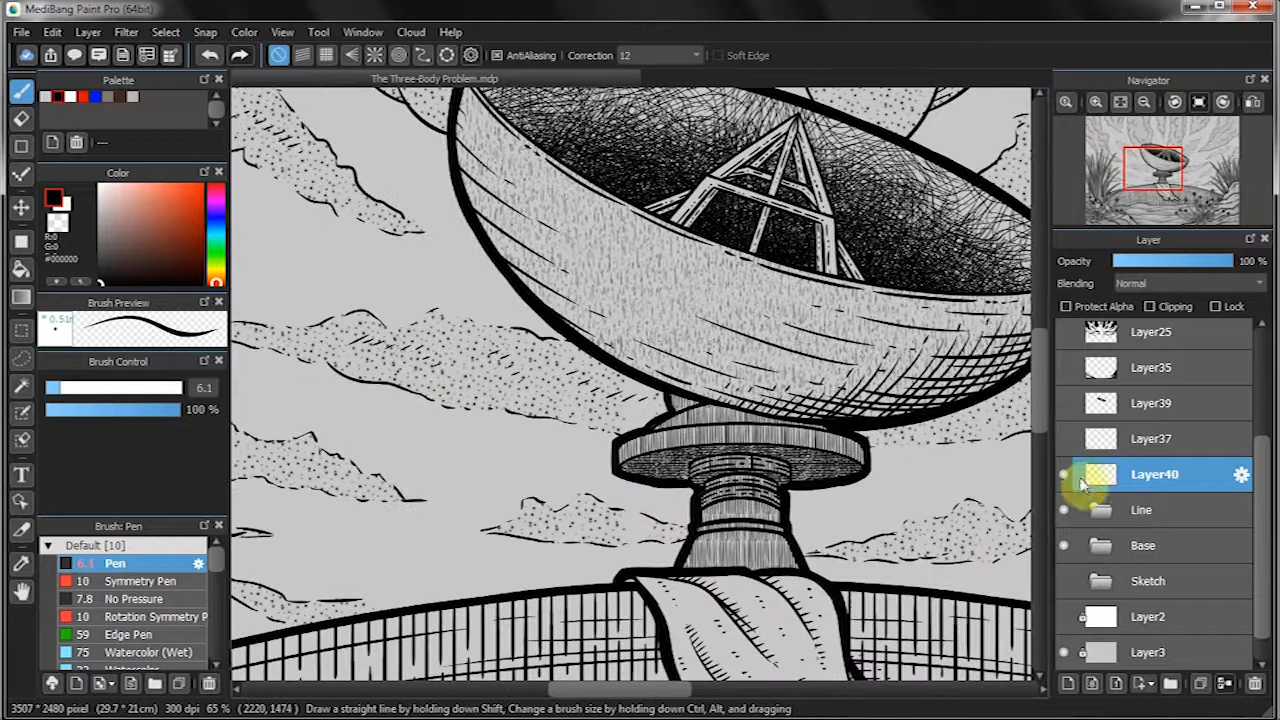 MediBang Paint Pro (64bit)
File Edit Layer Filter Select Snap Color View Tool Window Cloud Help
AntiAliasing Correction 12 Soft Edge
Palette
The Three-Body Problem.mdp
Navigator
---
Color
R:0
G:0
#000000
Brush Preview
* 0.51
Brush Control
6.1
100 %
Brush: Pen
Default [10]
6.1 Pen
10 Symmetry Pen
7.8 No Pressure
10 Rotation Symmetry P
59 Edge Pen
75 Watercolor (Wet)
Layer
Opacity 100 %
Blending Normal
Protect Alpha Clipping Lock
Layer25
Layer35
Layer39
Layer37
Layer40
Line
Base
Sketch
Layer2
Layer3
3507 * 2480 pixel (29.7 * 21cm) 300 dpi 65 % (2220, 1474) Draw a straight line by holding down Shift, Change a brush size by holding down Ctrl, Alt, and dragging